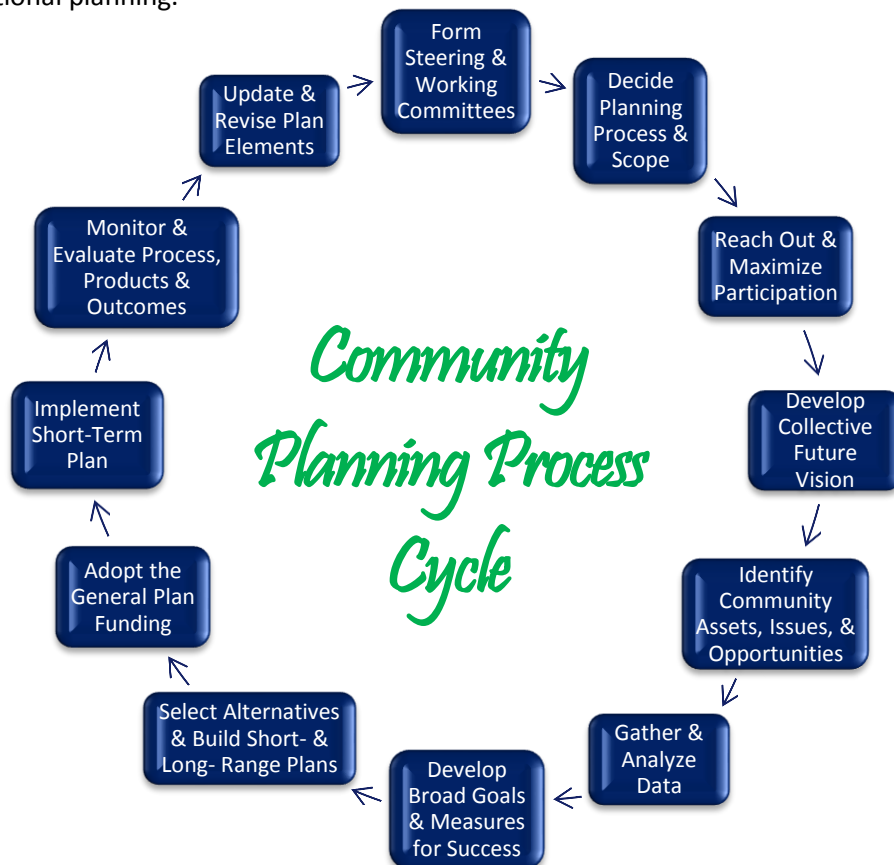 tional planning.
Form
Steering &
Working
Committees
Decide
Planning
Process &
Scope
Reach Out &
Maximize
Participation
Develop
Collective
Future
Vision
Identify
Community
Assets, Issues, &
Opportunities
Gather &
Analyze
Data
Develop
Broad Goals
& Measures
for Success
Select Alternatives
& Build Short- &
Long- Range Plans
Adopt the
General Plan
Funding
Implement
Short-Term
Plan
Monitor &
Evaluate Process,
Products &
Outcomes
Update &
Revise Plan
Elements
Community
Planning Process
Cycle